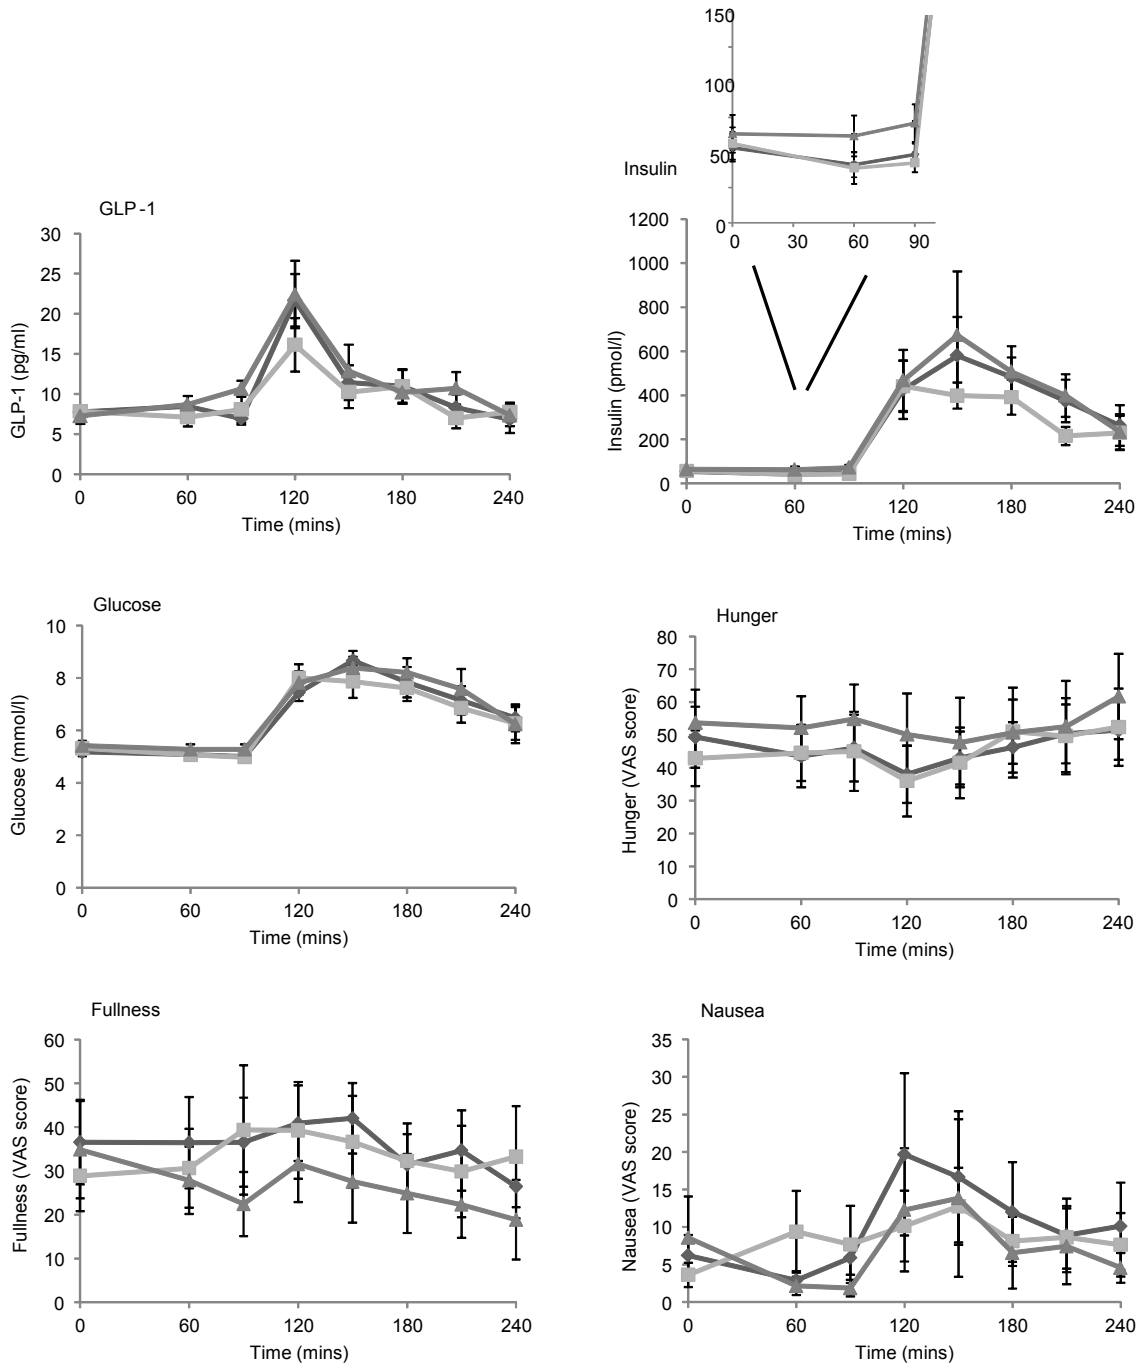 150
100
50
0
0 30 60 90
Insulin
1200
1000
800
600
400
200
0
Insulin (pmol/l)
0 60 120 180 240
Time (mins)
GLP-1
30
25
20
15
10
5
0
GLP-1 (pg/ml)
0 60 120 180 240
Time (mins)
Glucose
10
8
6
4
2
0
Glucose (mmol/l)
0 60 120 180 240
Time (mins)
Hunger
80
70
60
50
40
30
20
10
0
Hunger (VAS score)
0 60 120 180 240
Time (mins)
Fullness
60
50
40
30
20
10
0
Fullness (VAS score)
0 60 120 180 240
Time (mins)
Nausea
35
30
25
20
15
10
5
0
Nausea (VAS score)
0 60 120 180 240
Time (mins)